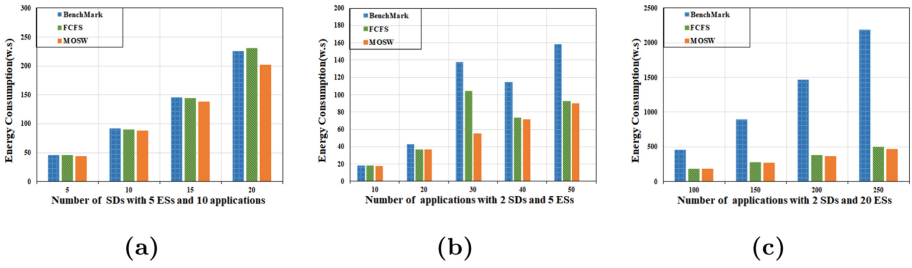 300
250
200
150
100
50
0
BenchMark
FCFS
MOSW
Energy Consumption(w.s)
5 10 15 20
Number of SDs with 5 ESs and 10 applications
(a)
200
180
160
140
120
100
80
60
40
20
0
BenchMark
FCFS
MOSW
Energy Consumption(w.s)
10 20 30 40 50
Number of applications with 2 SDs and 5 ESs
(b)
2500
2000
1500
1000
500
0
BenchMark
FCFS
MOSW
Energy Consumption(w.s)
100 150 200 250
Number of applications with 2 SDs and 20 ESs
(c)